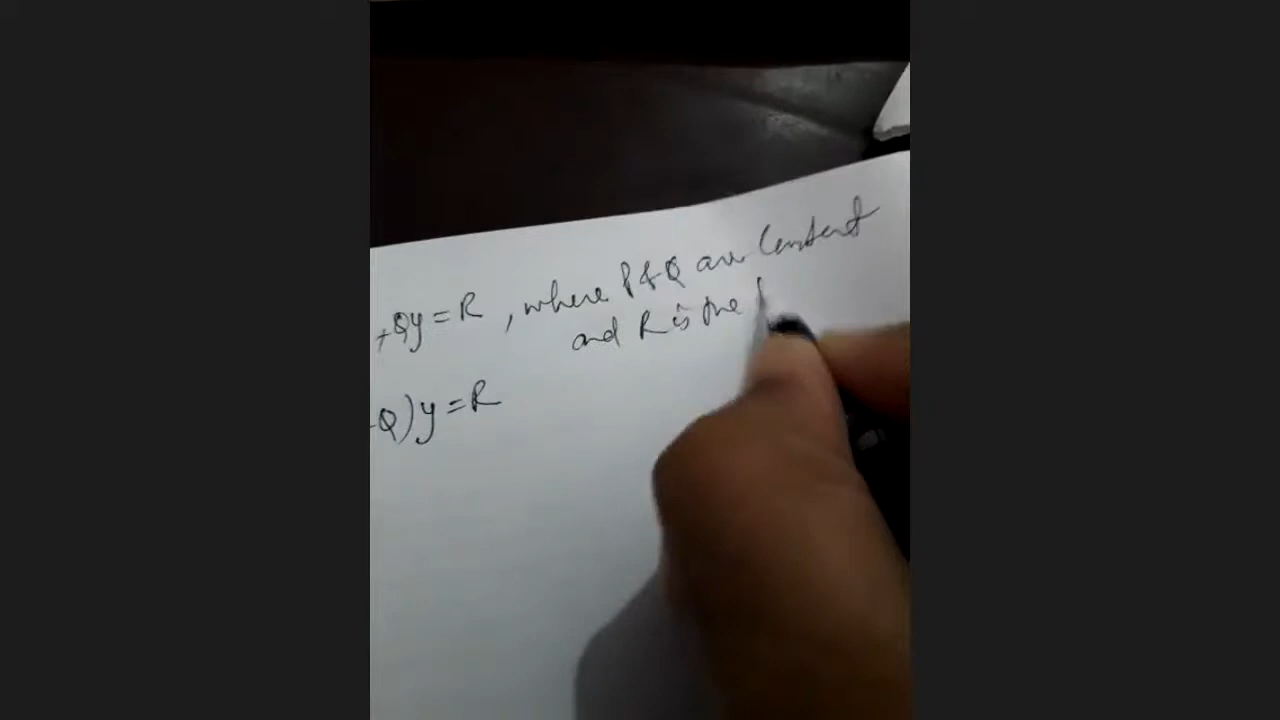 +Qy = R , where P & Q are Constant
and R is the
-Q) y = R